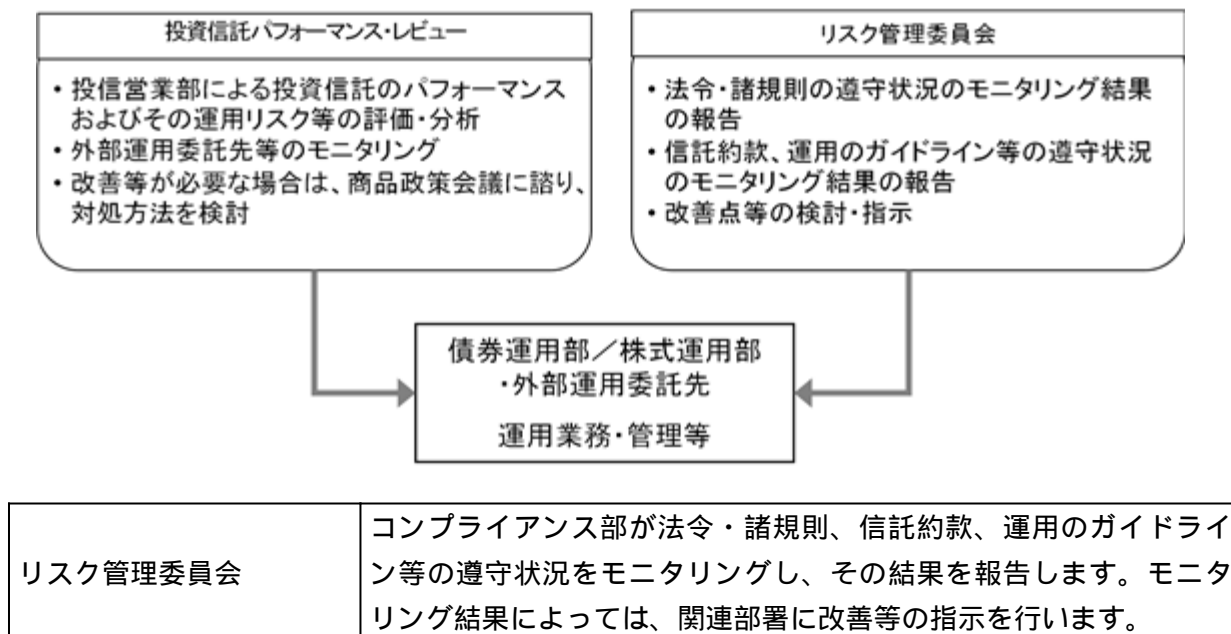 投資信託パフォーマンス・レビュー
・投信営業部による投資信託のパフォーマンス
およびその運用リスク等の評価・分析
・外部運用委託先等のモニタリング
・改善等が必要な場合は、商品政策会議に諮り、
対処方法を検討
リスク管理委員会
・法令・諸規則の遵守状況のモニタリング結果
の報告
・信託約款、運用のガイドライン等の遵守状況
のモニタリング結果の報告
・改善点等の検討・指示
債券運用部／株式運用部
・外部運用委託先
運用業務・管理等
リスク管理委員会
コンプライアンス部が法令・諸規則、信託約款、運用のガイドライ
ン等の遵守状況をモニタリングし、その結果を報告します。モニタ
リング結果によっては、関連部署に改善等の指示を行います。